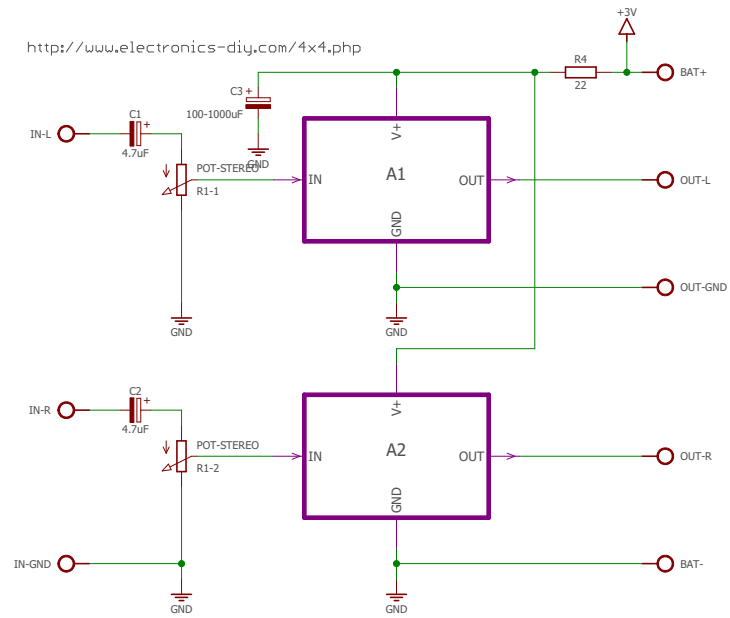 +3V
http://www.electronics-diy.com/4x4.php
R4
BAT+
22
C3 +
100-1000uF
C1
+
IN-L
4.7uF
V+
GND
POT-STEREO
R1-1
IN
A1
OUT
OUT-L
GND
OUT-GND
GND
GND
C2
+
IN-R
4.7uF
V+
POT-STEREO
R1-2
IN
A2
OUT
OUT-R
GND
IN-GND
BAT-
GND
GND